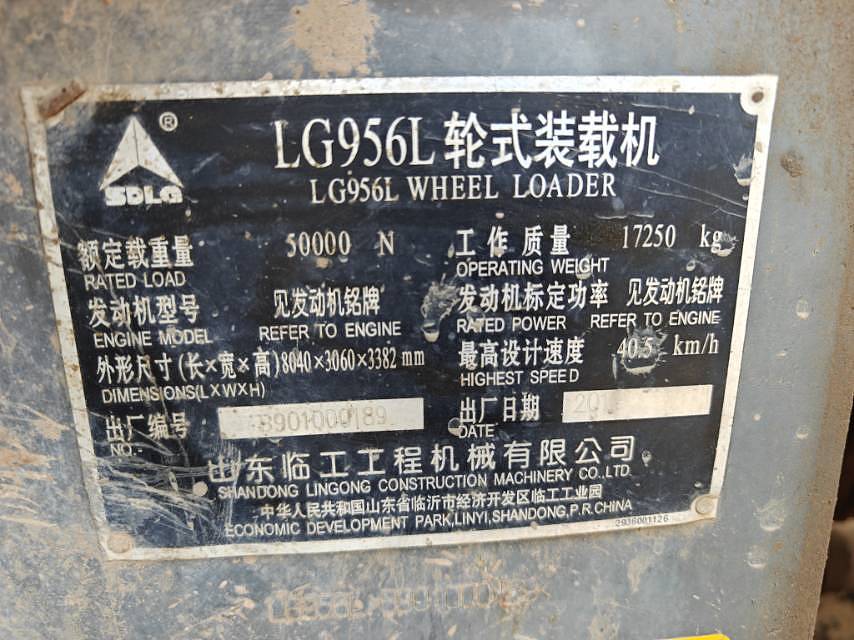 SDLG ®
LG956L 轮式装载机
LG956L WHEEL LOADER
额定载重量 50000 N 工作质量 17250 kg
RATED LOAD OPERATING WEIGHT
发动机型号 见发动机铭牌 发动机标定功率 见发动机铭牌
ENGINE MODEL REFER TO ENGINE RATED POWER REFER TO ENGINE
外形尺寸(长×宽×高)8040×3060×3382 mm 最高设计速度 40.5 km/h
DIMENSIONS(L×W×H) HIGHEST SPEED
出厂编号 出厂日期
NO. DATE
山东临工工程机械有限公司
SHANDONG LINGONG CONSTRUCTION MACHINERY CO.,LTD.
中华人民共和国山东省临沂市经济开发区临工工业园
ECONOMIC DEVELOPMENT PARK,LINYI,SHANDONG,P.R.CHINA
2936001126